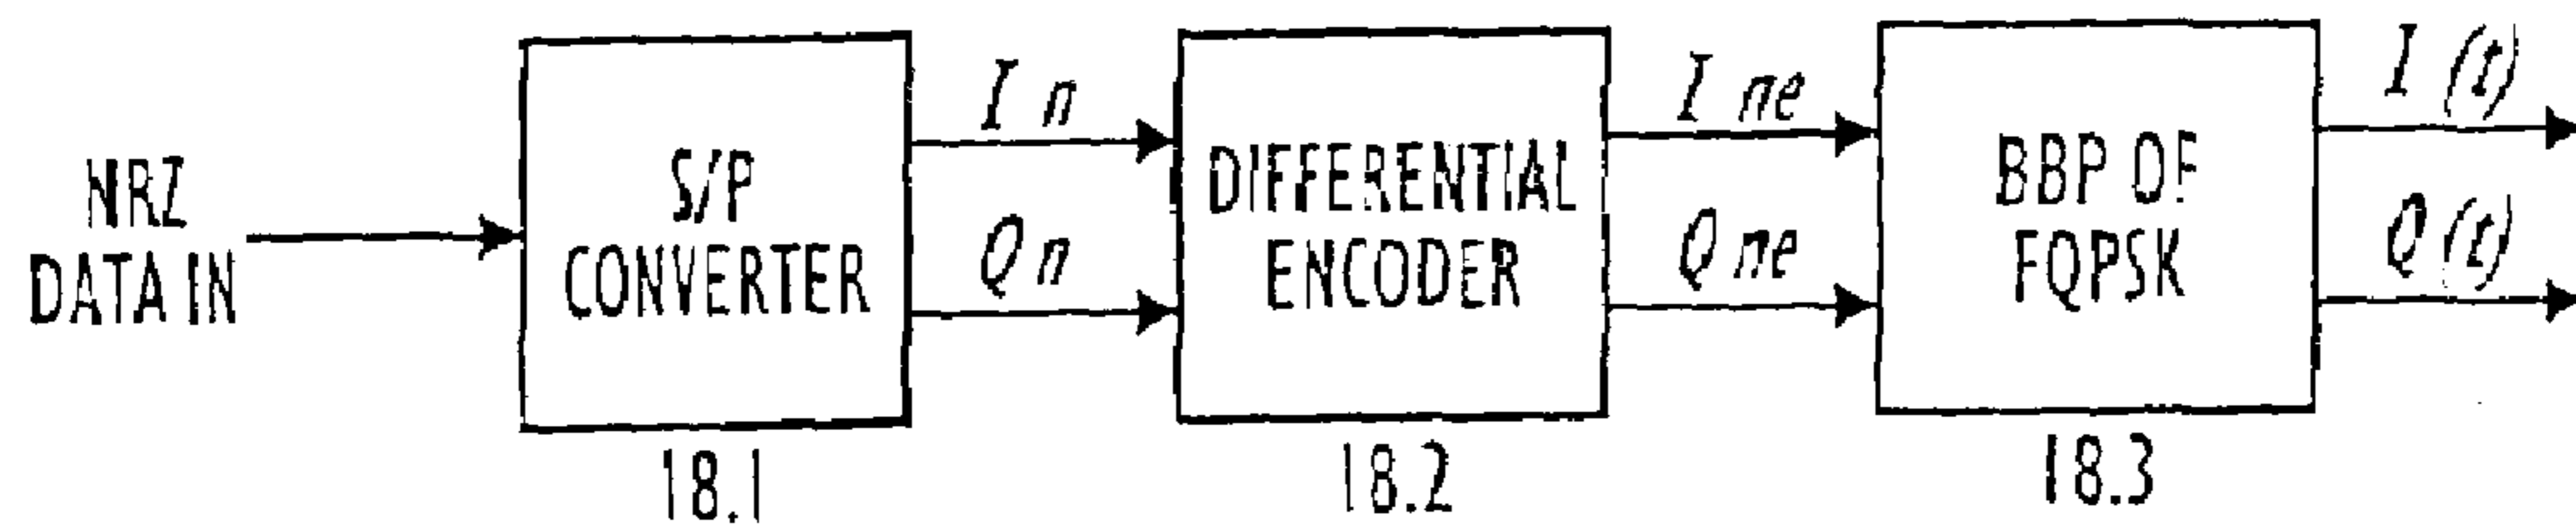 NRZ
DATA IN
S/P
CONVERTER
18.1
I n
Q n
DIFFERENTIAL
ENCODER
18.2
I ne
Q ne
BBP OF
FQPSK
18.3
I (t)
Q (t)